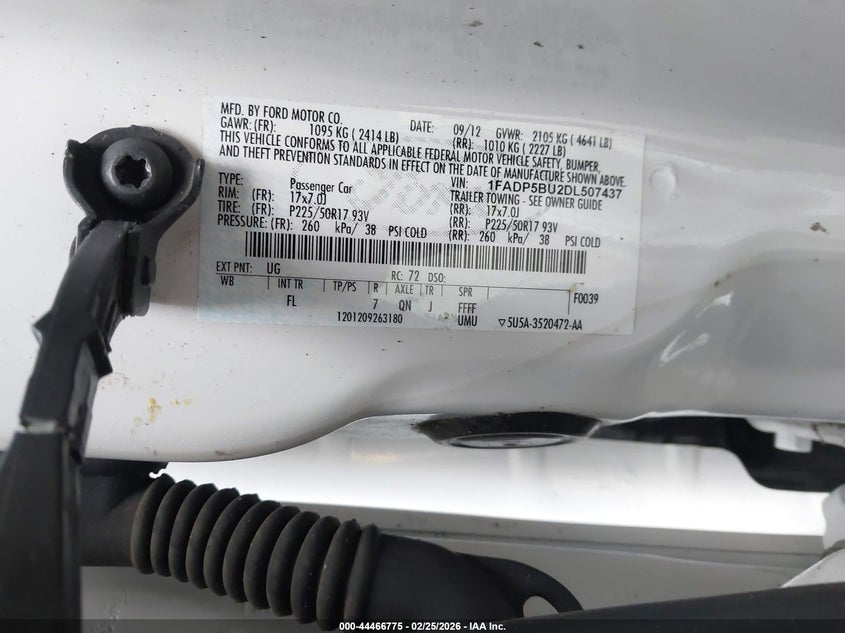 MFD. BY FORD MOTOR CO.
DATE: 09/12 GVWR: 2105 KG ( 4641 LB)
GAWR: (FR): 1095 KG ( 2414 LB) (RR): 1010 KG ( 2227 LB)
THIS VEHICLE CONFORMS TO ALL APPLICABLE FEDERAL MOTOR VEHICLE SAFETY, BUMPER,
AND THEFT PREVENTION STANDARDS IN EFFECT ON THE DATE OF MANUFACTURE SHOWN ABOVE.
VIN: 1FADP5BU2DL507437
TYPE: Passenger Car TRAILER TOWING - SEE OWNER GUIDE
RIM: (FR): 17x7.0J (RR): 17x7.0J
TIRE: (FR): P225/50R17 93V (RR): P225/50R17 93V
PRESSURE: (FR): 260 kPa/ 38 PSI COLD (RR): 260 kPa/ 38 PSI COLD
EXT PNT: UG RC: 72 DSO:
WB INT TR TP/PS R AXLE TR SPR F0039
FL 7 QN J FFFF
1201209263180 UMU ▽5U5A-3520472-AA
000-44466775 - 02/25/2026 - IAA Inc.